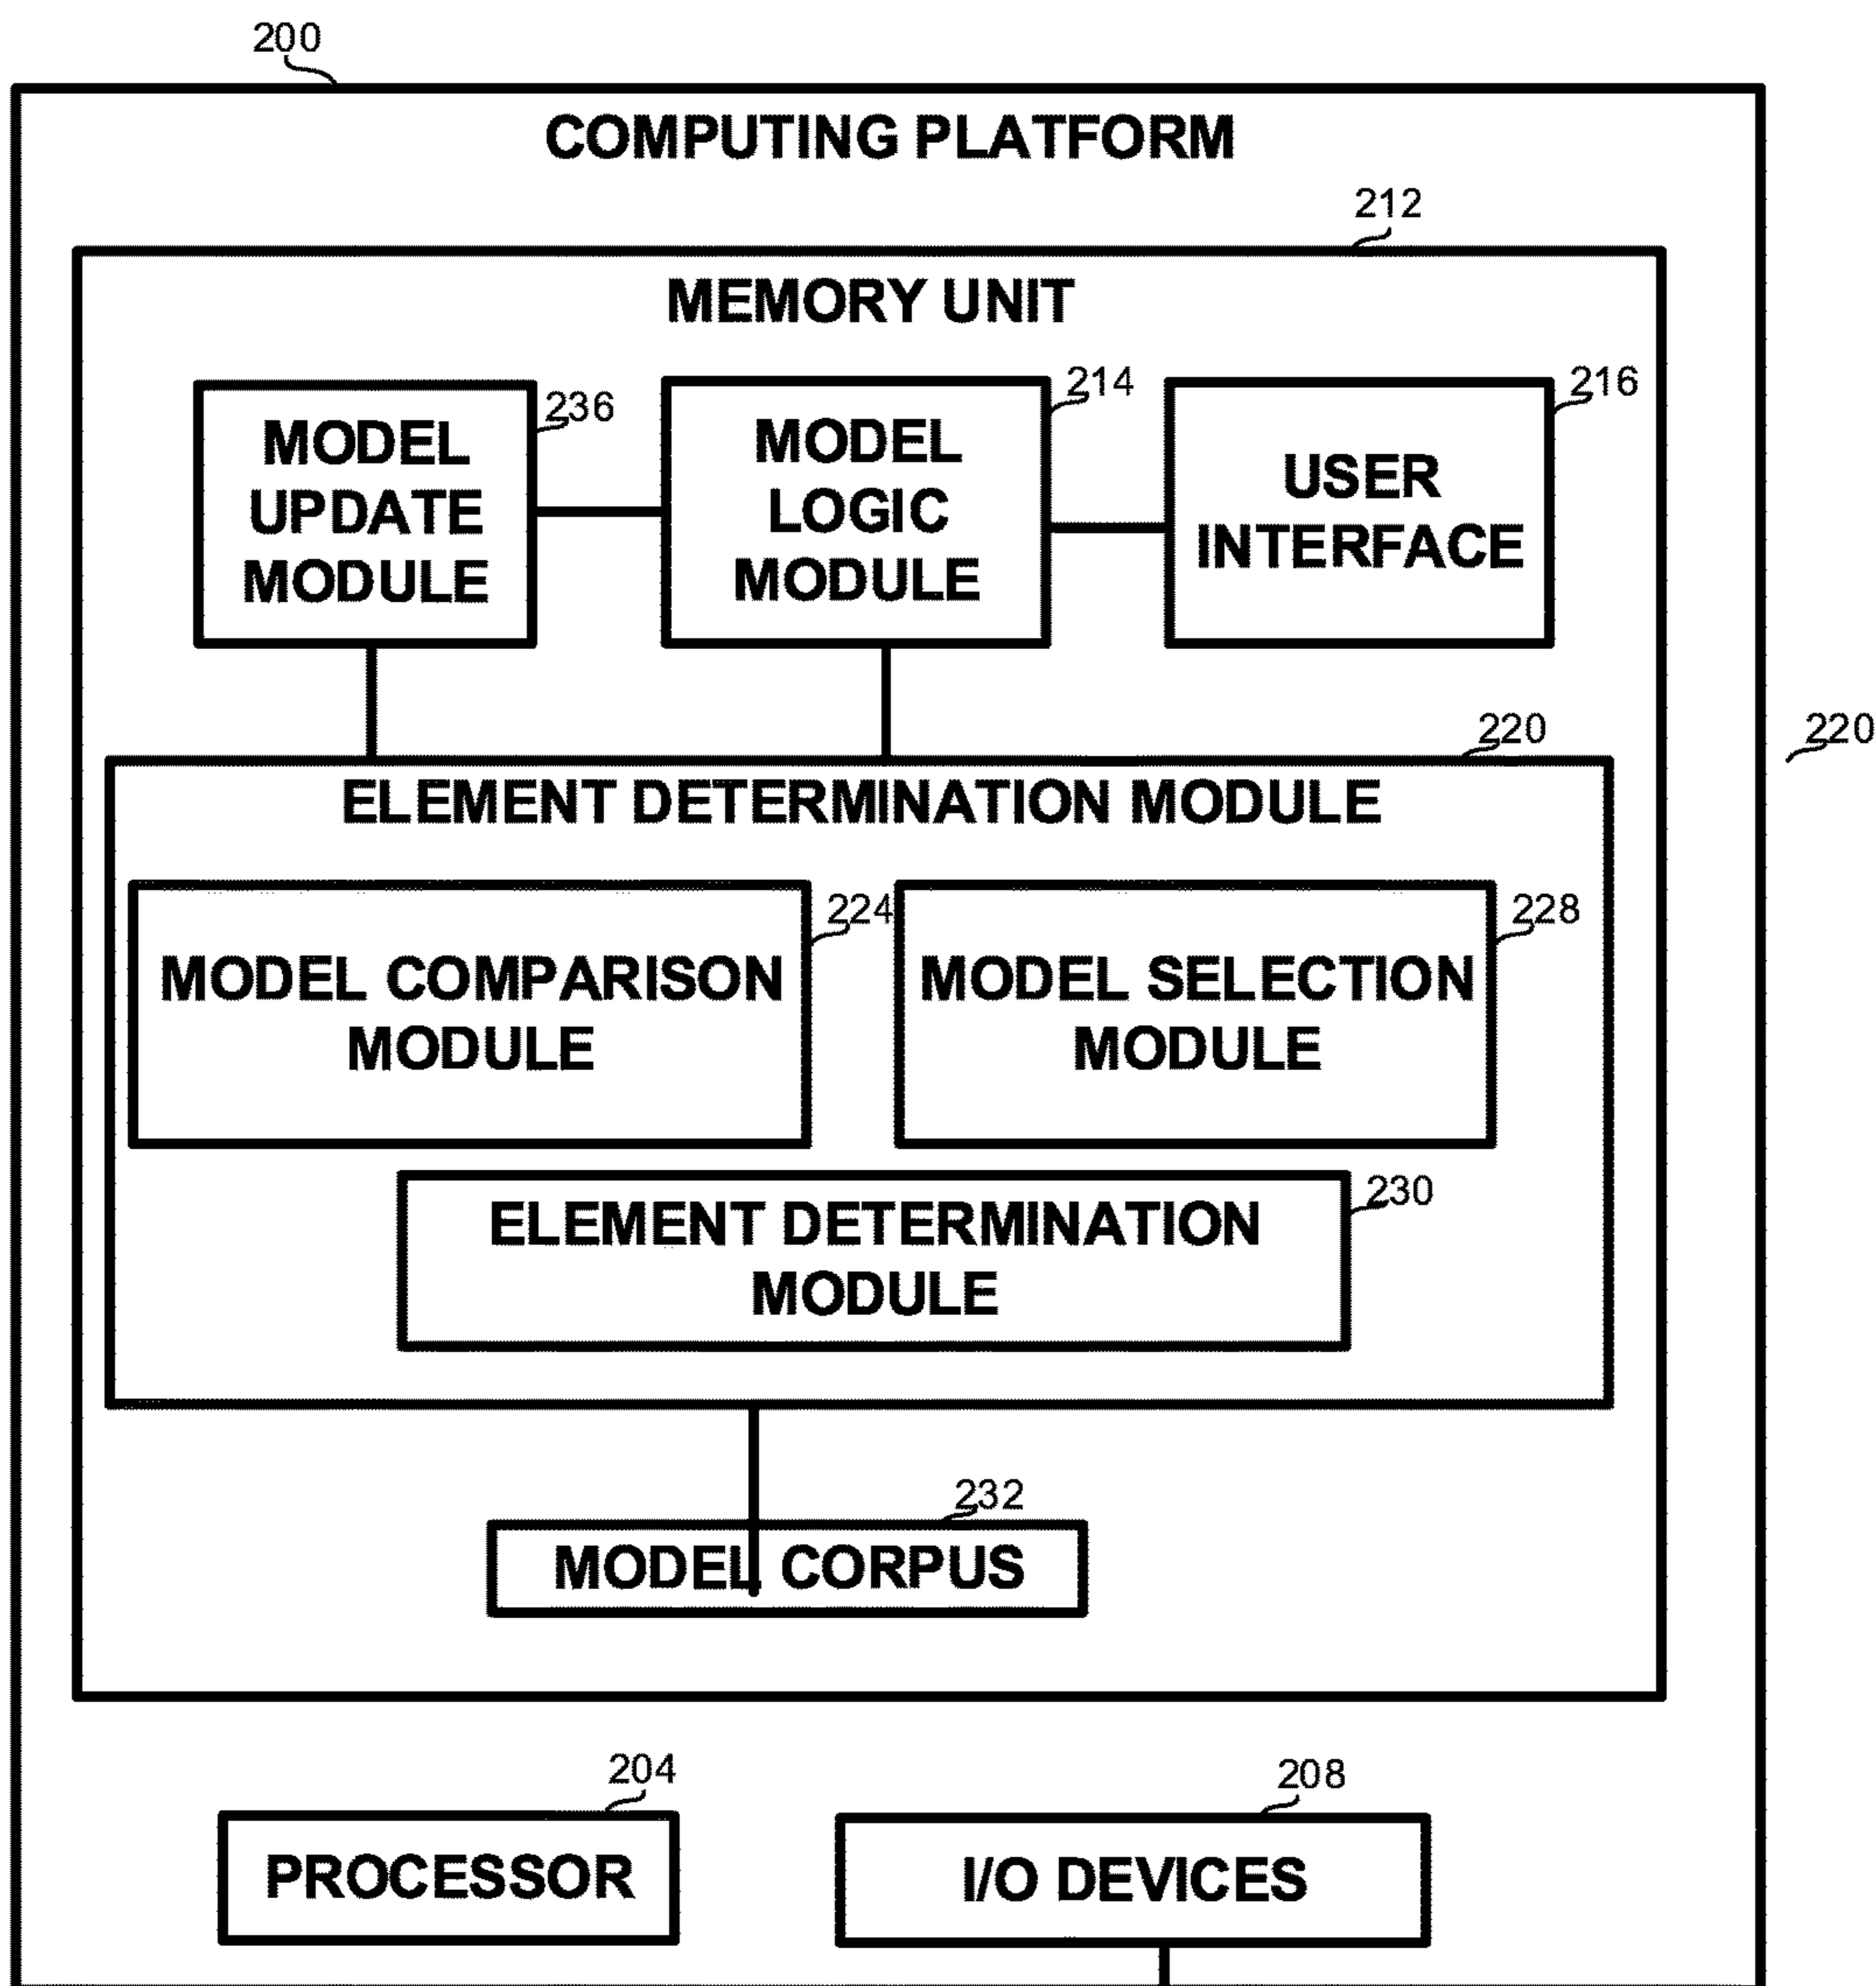 200
COMPUTING PLATFORM
212
MEMORY UNIT
236
MODEL
UPDATE
MODULE
214
MODEL
LOGIC
MODULE
216
USER
INTERFACE
220
220
ELEMENT DETERMINATION MODULE
224
MODEL COMPARISON
MODULE
228
MODEL SELECTION
MODULE
230
ELEMENT DETERMINATION
MODULE
232
MODEL CORPUS
204
PROCESSOR
208
I/O DEVICES